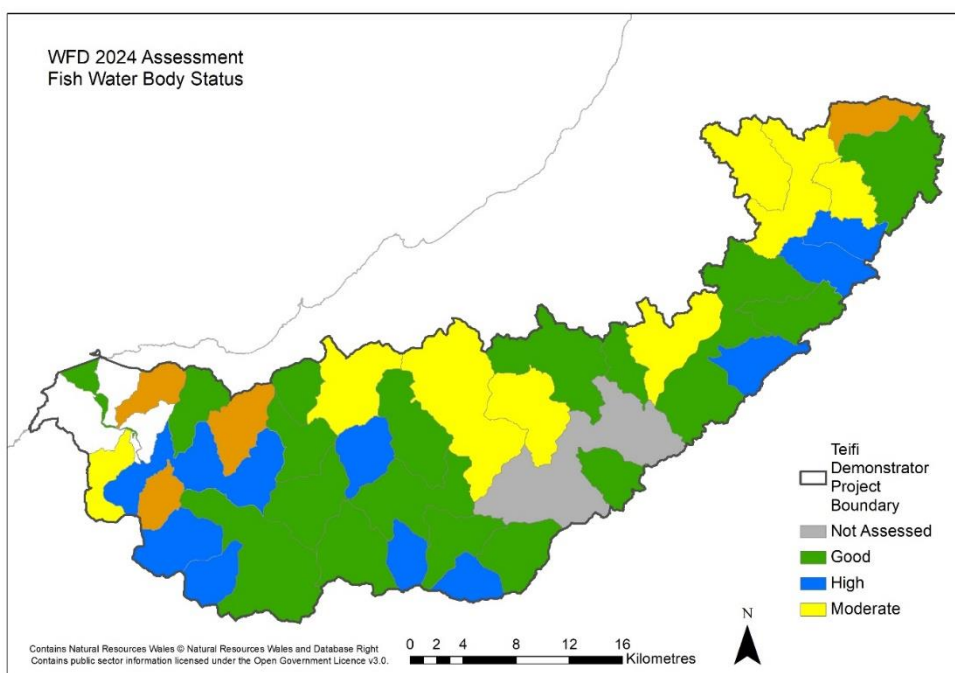 WFD 2024 Assessment
Fish Water Body Status
Teifi
Demonstrator
Project
Boundary
Not Assessed
Good
High
Moderate
N
0 2 4 8 12 16
Kilometres
Contains Natural Resources Wales © Natural Resources Wales and Database Right
Contains public sector information licensed under the Open Government Licence v3.0.